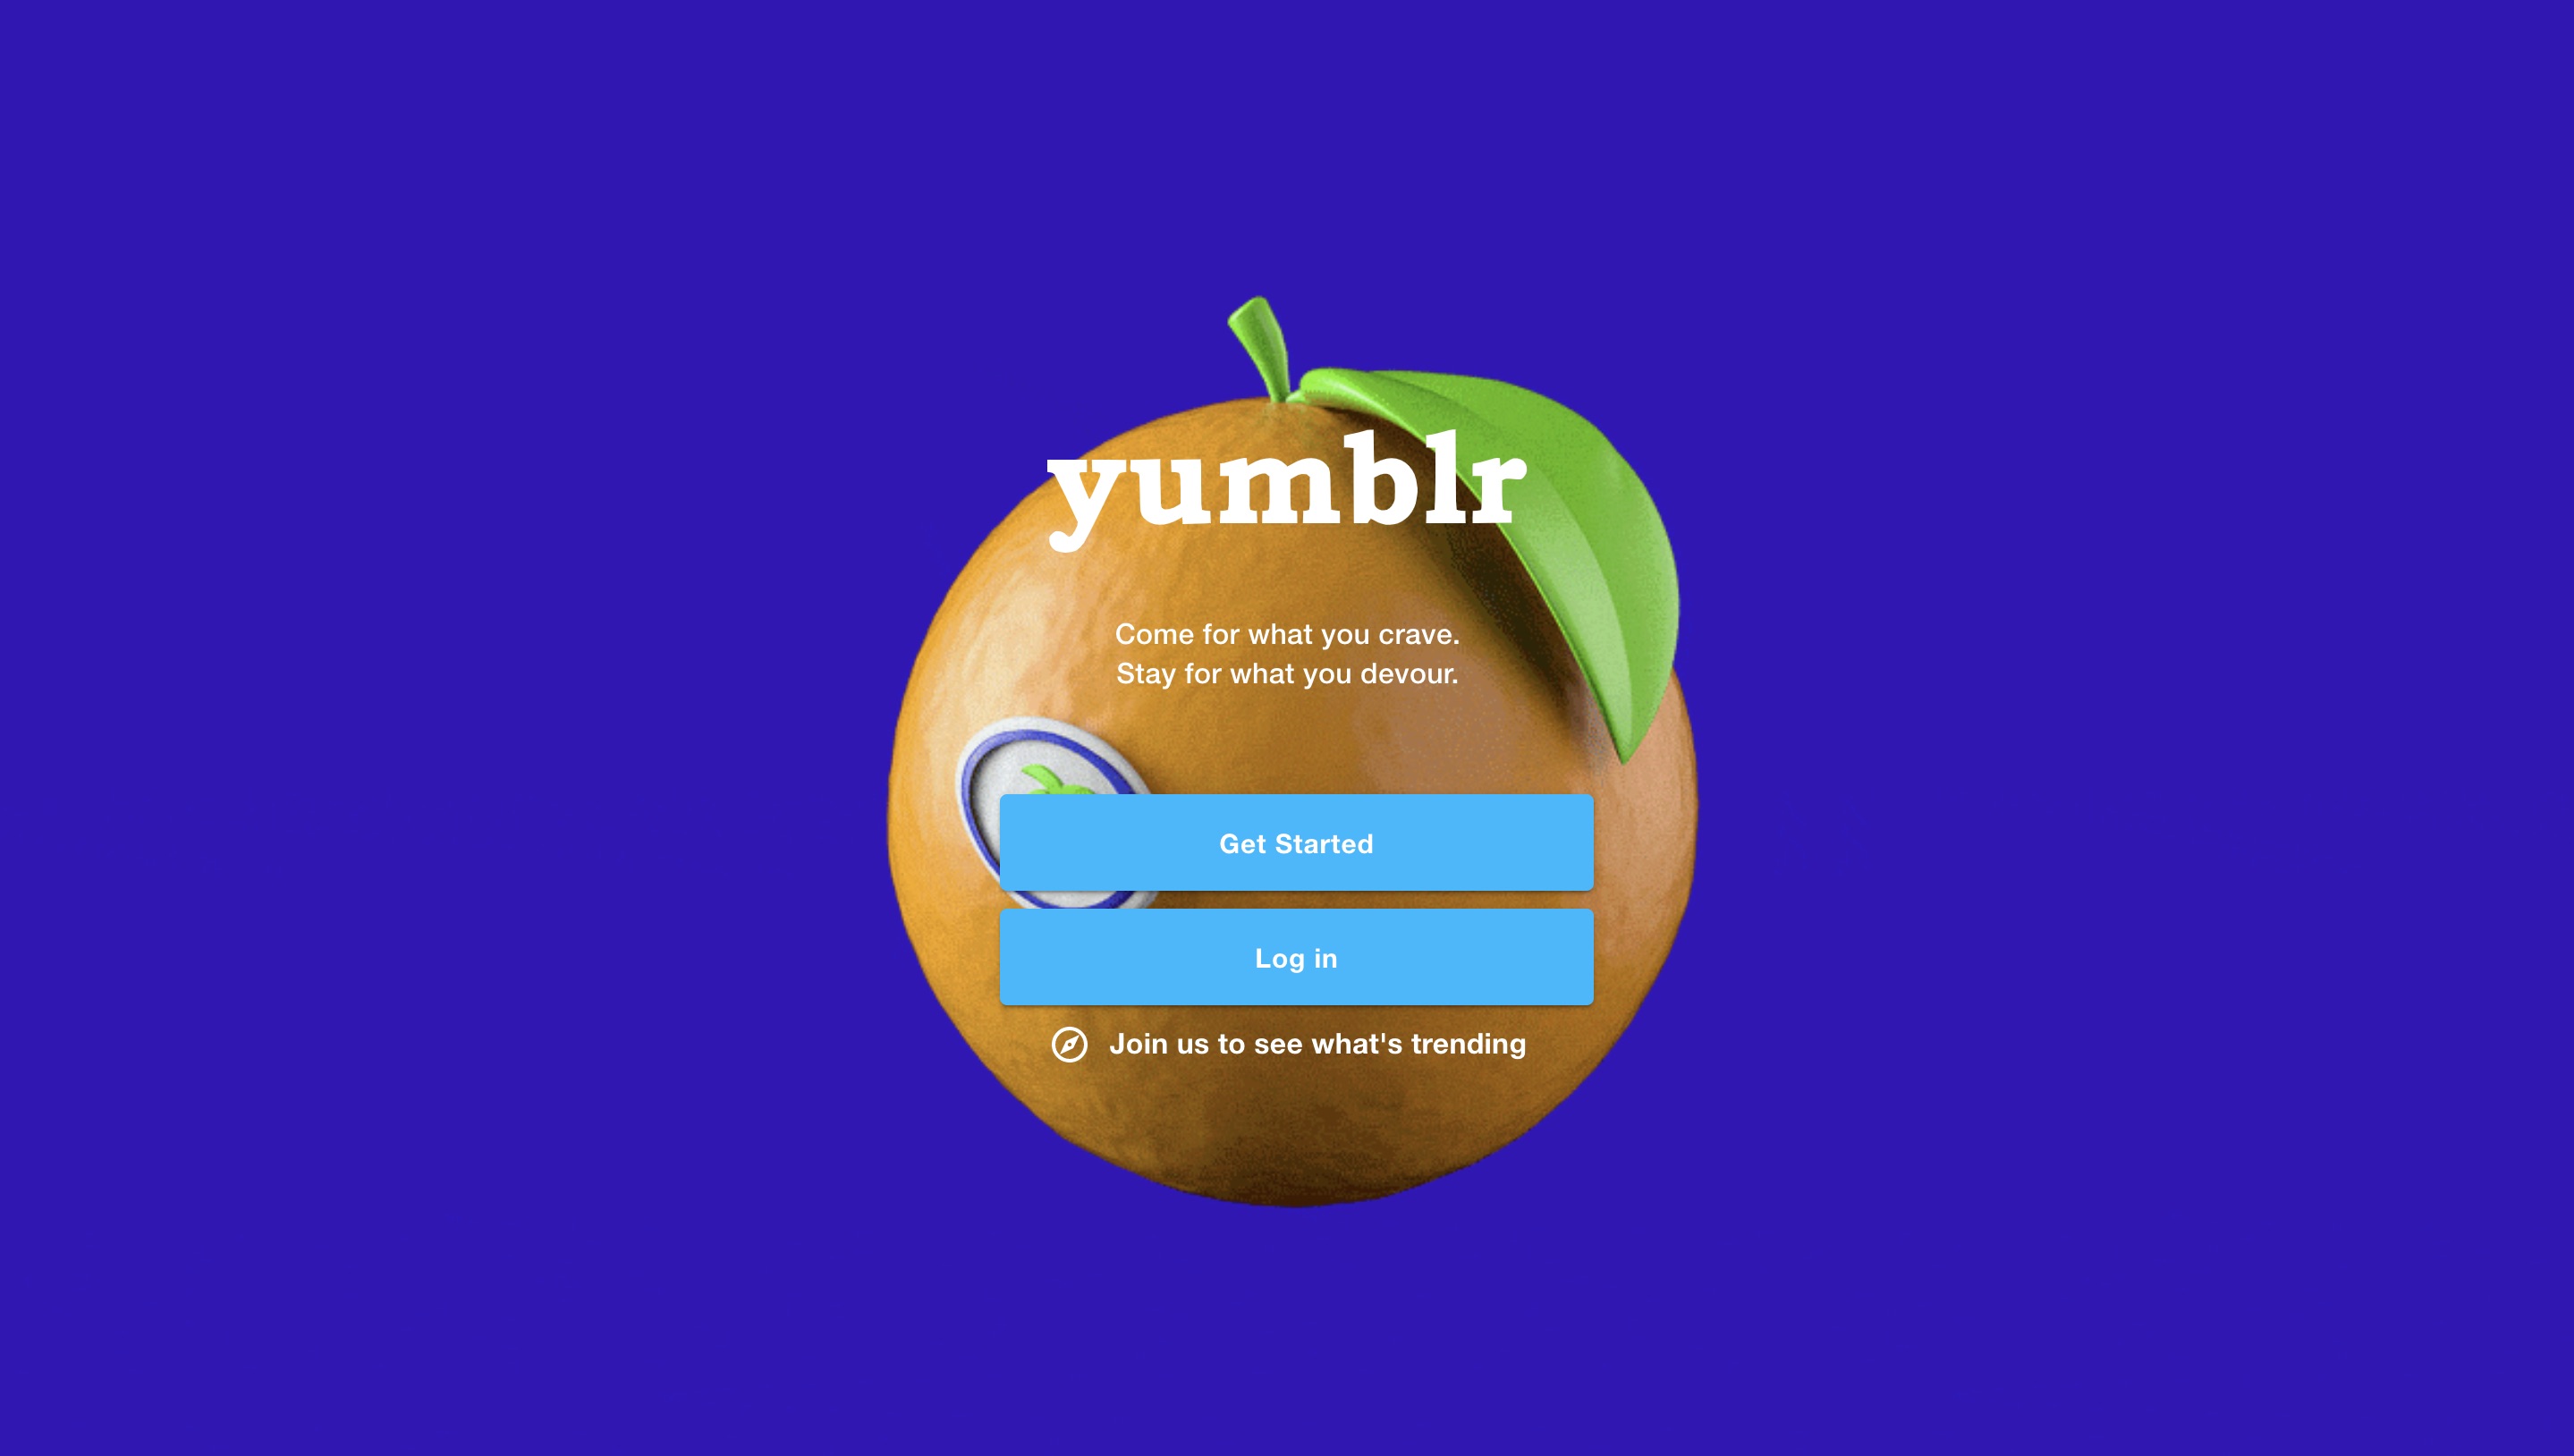 yumblr
Come for what you crave.
Stay for what you devour.
Get Started
Log in
Join us to see what's trending